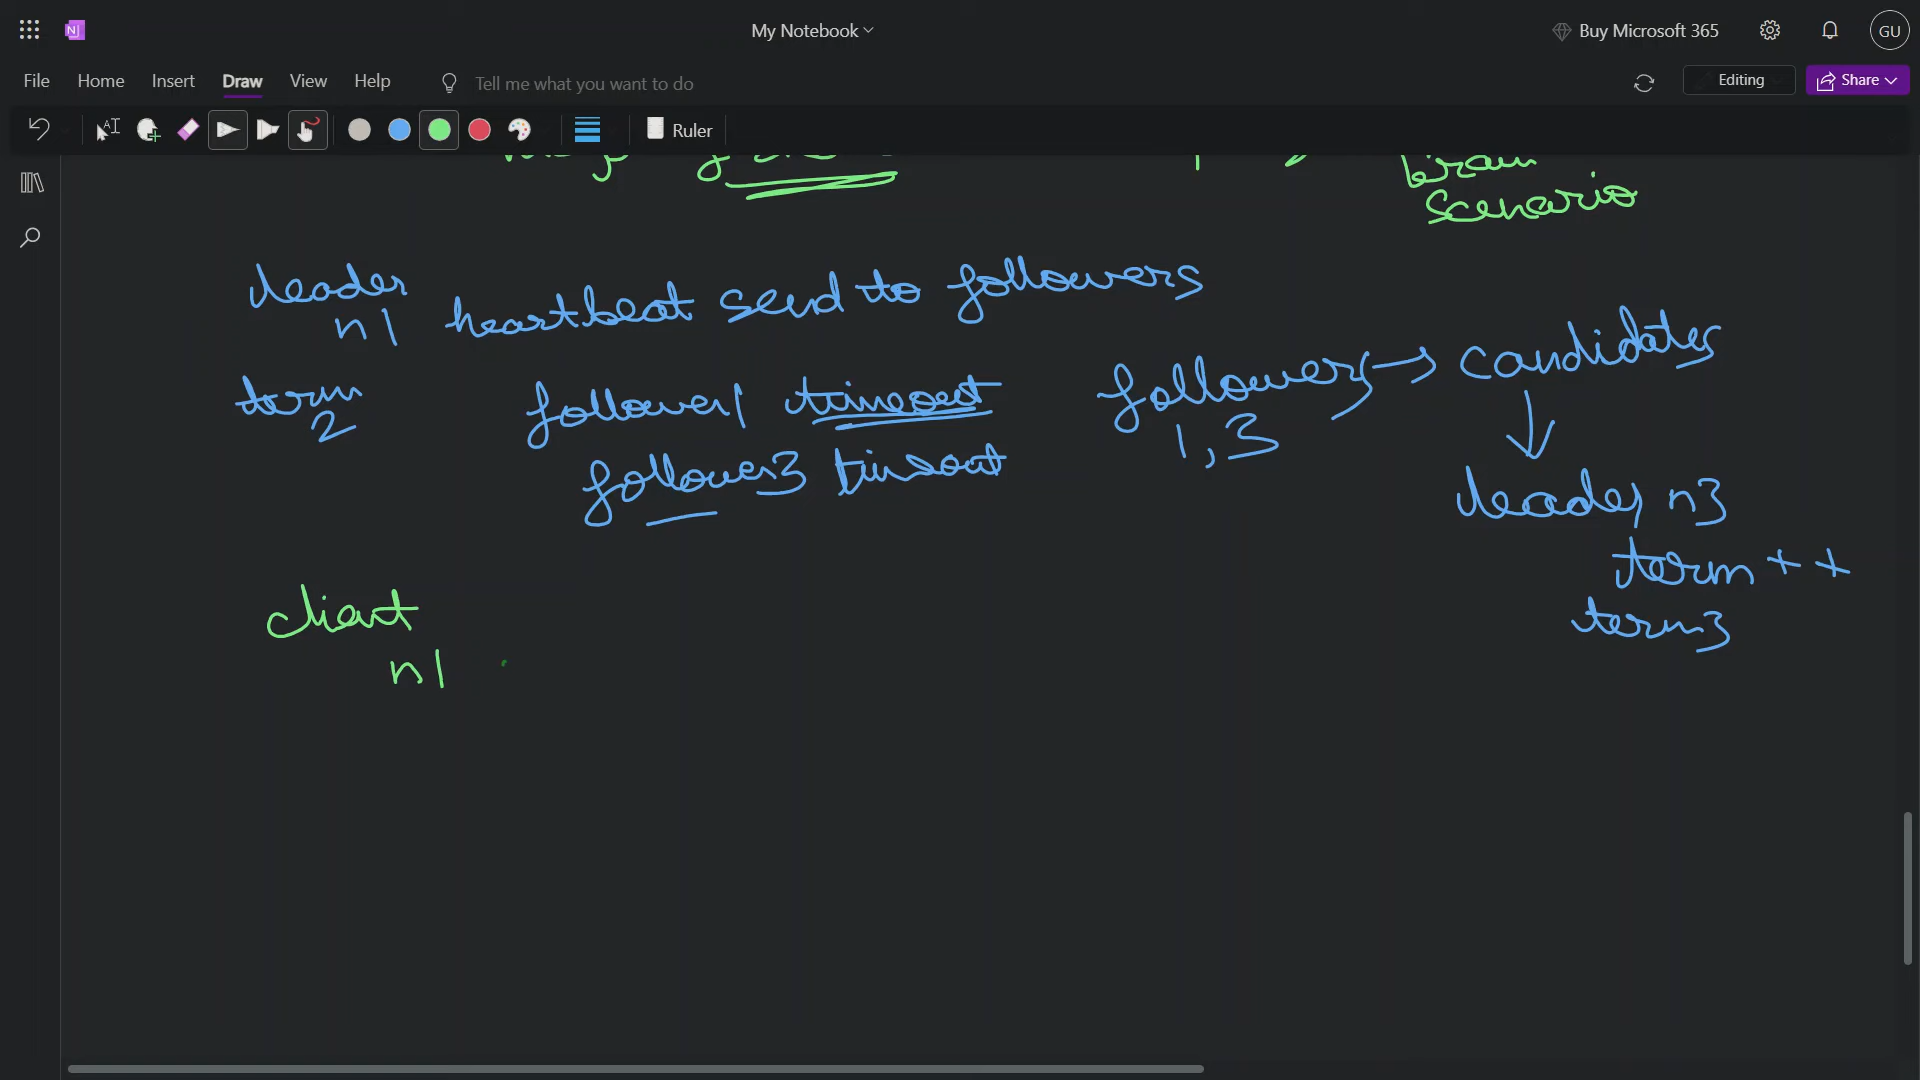 My Notebook
Buy Microsoft 365
GU
File Home Insert Draw View Help
Tell me what you want to do
Editing
Share
Ruler
brain
scenario
leader
n1
heartbeat send to followers
term
2
follower1 timeout
follower3 timeout
followers → candidates
1, 3
leader n3
term++
term3
client
n1